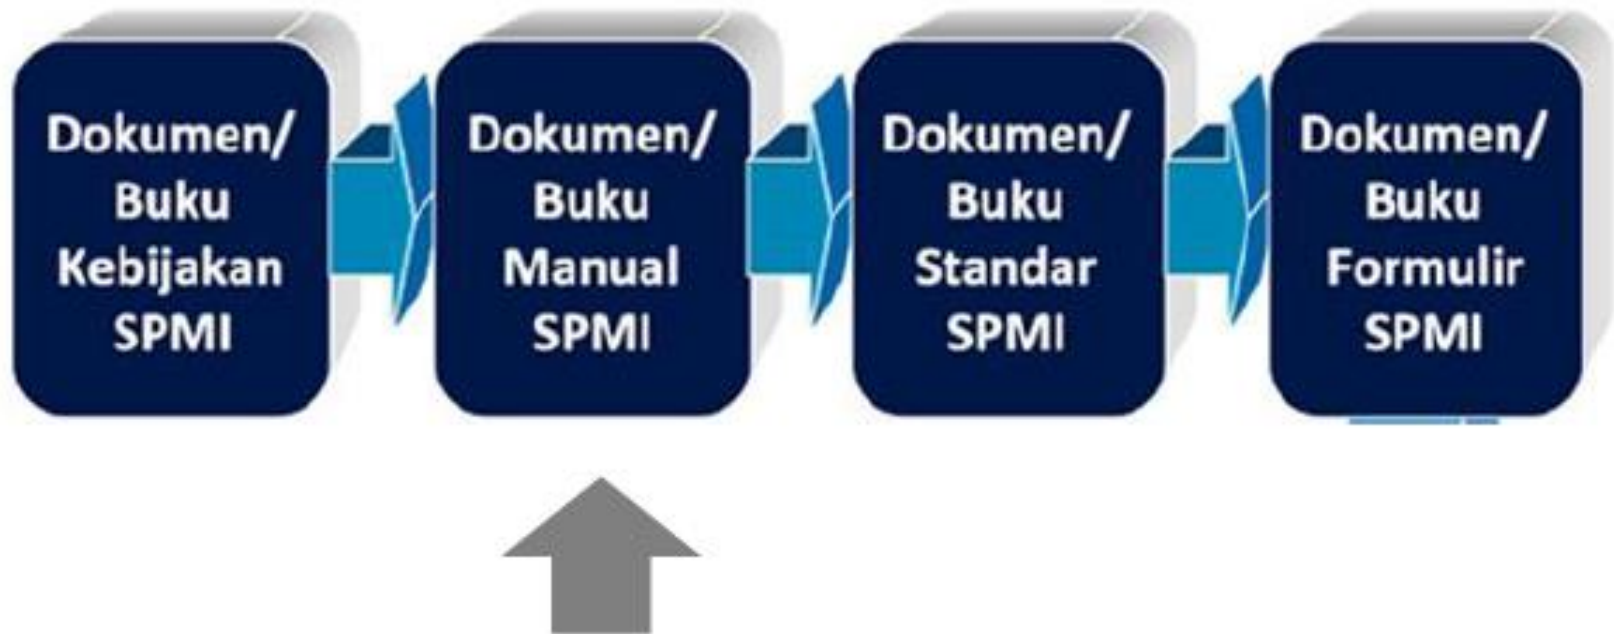 Dokumen/
Buku
Kebijakan
SPMI
Dokumen/
Buku
Manual
SPMI
Dokumen/
Buku
Standar
SPMI
Dokumen/
Buku
Formulir
SPMI